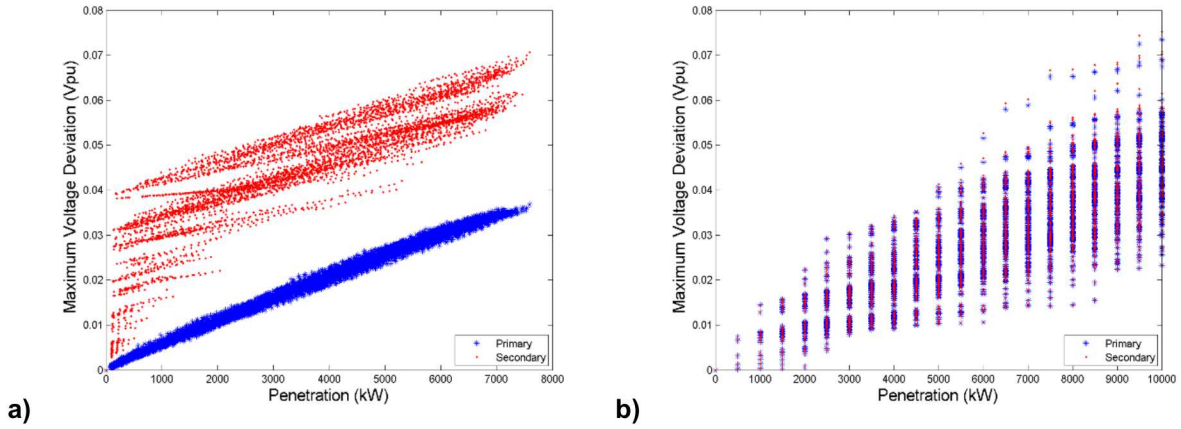 0.08
0.07
0.06
0.05
0.04
0.03
0.02
0.01
0
Maximum Voltage Deviation (Vpu)
0 1000 2000 3000 4000 5000 6000 7000 8000
Penetration (kW)
Primary
Secondary
a)
0.08
0.07
0.06
0.05
0.04
0.03
0.02
0.01
0
Maximum Voltage Deviation (Vpu)
0 1000 2000 3000 4000 5000 6000 7000 8000 9000 10000
Penetration (kW)
Primary
Secondary
b)